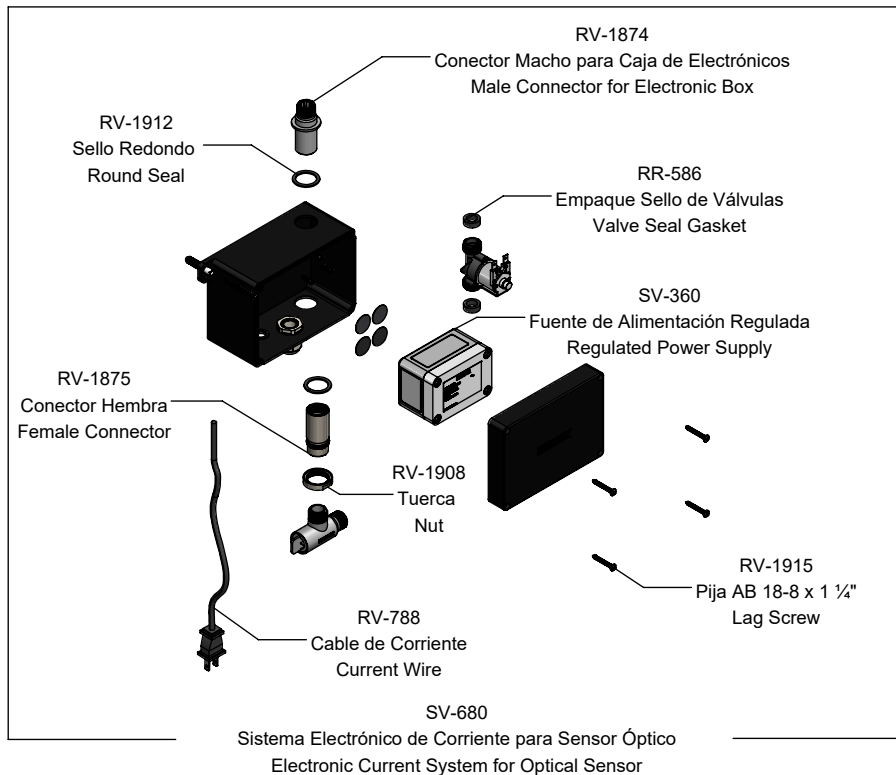 RV-1874
Conector Macho para Caja de Electrónicos
Male Connector for Electronic Box
RV-1912
Sello Redondo
Round Seal
RR-586
Empaque Sello de Válvulas
Valve Seal Gasket
SV-360
Fuente de Alimentación Regulada
Regulated Power Supply
RV-1875
Conector Hembra
Female Connector
RV-1908
Tuerca
Nut
RV-1915
Pija AB 18-8 x 1 ¼"
Lag Screw
RV-788
Cable de Corriente
Current Wire
SV-680
Sistema Electrónico de Corriente para Sensor Óptico
Electronic Current System for Optical Sensor